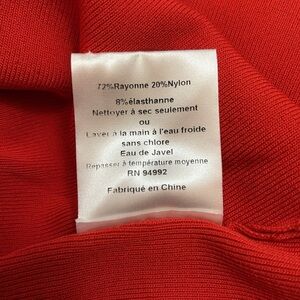 72%Rayonne 20%Nylon
8%élasthanne
Nettoyer à sec seulement
ou
Laver à la main à l'eau froide
sans chlore
Eau de Javel
Repasser à température moyenne
RN 94992
Fabriqué en Chine